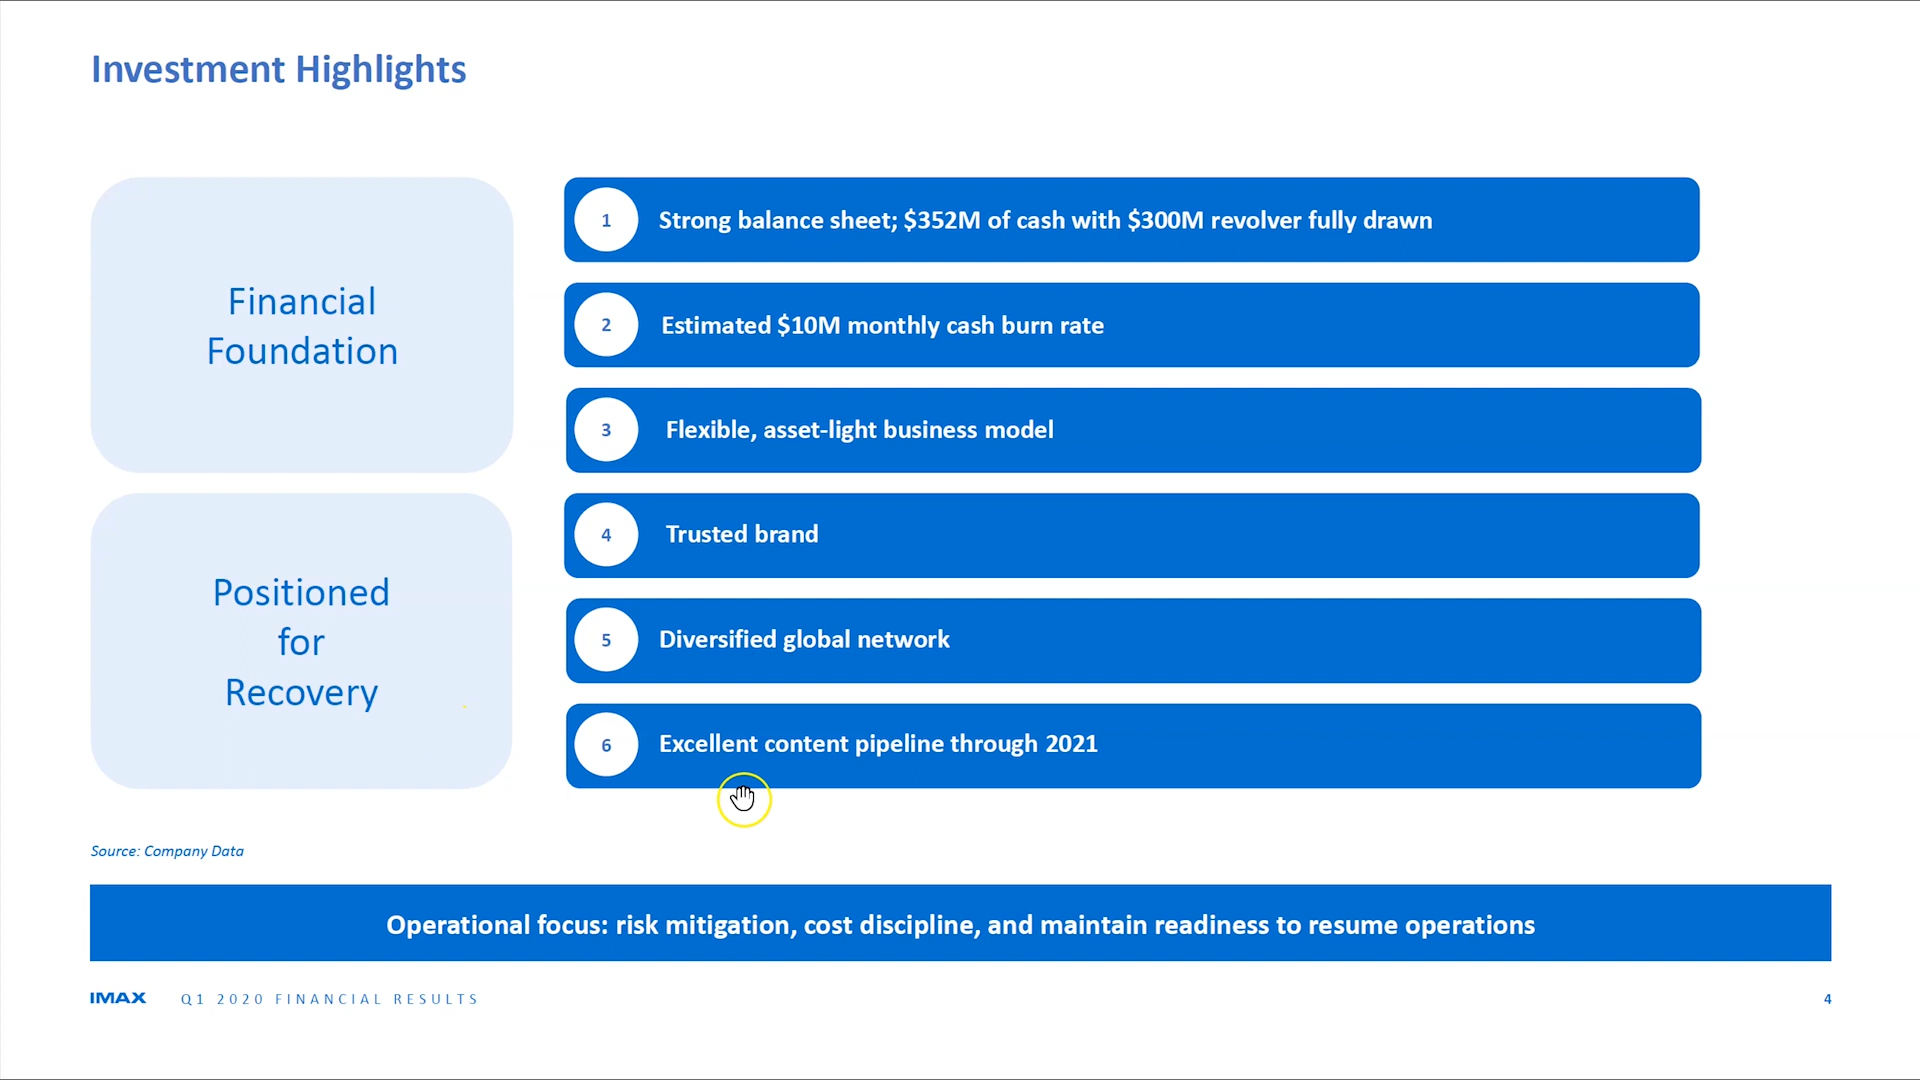 Investment Highlights
Financial
Foundation
1 Strong balance sheet; $352M of cash with $300M revolver fully drawn
2 Estimated $10M monthly cash burn rate
3 Flexible, asset-light business model
Positioned
for
Recovery
4 Trusted brand
5 Diversified global network
6 Excellent content pipeline through 2021
Source: Company Data
Operational focus: risk mitigation, cost discipline, and maintain readiness to resume operations
IMAX Q1 2020 FINANCIAL RESULTS 4